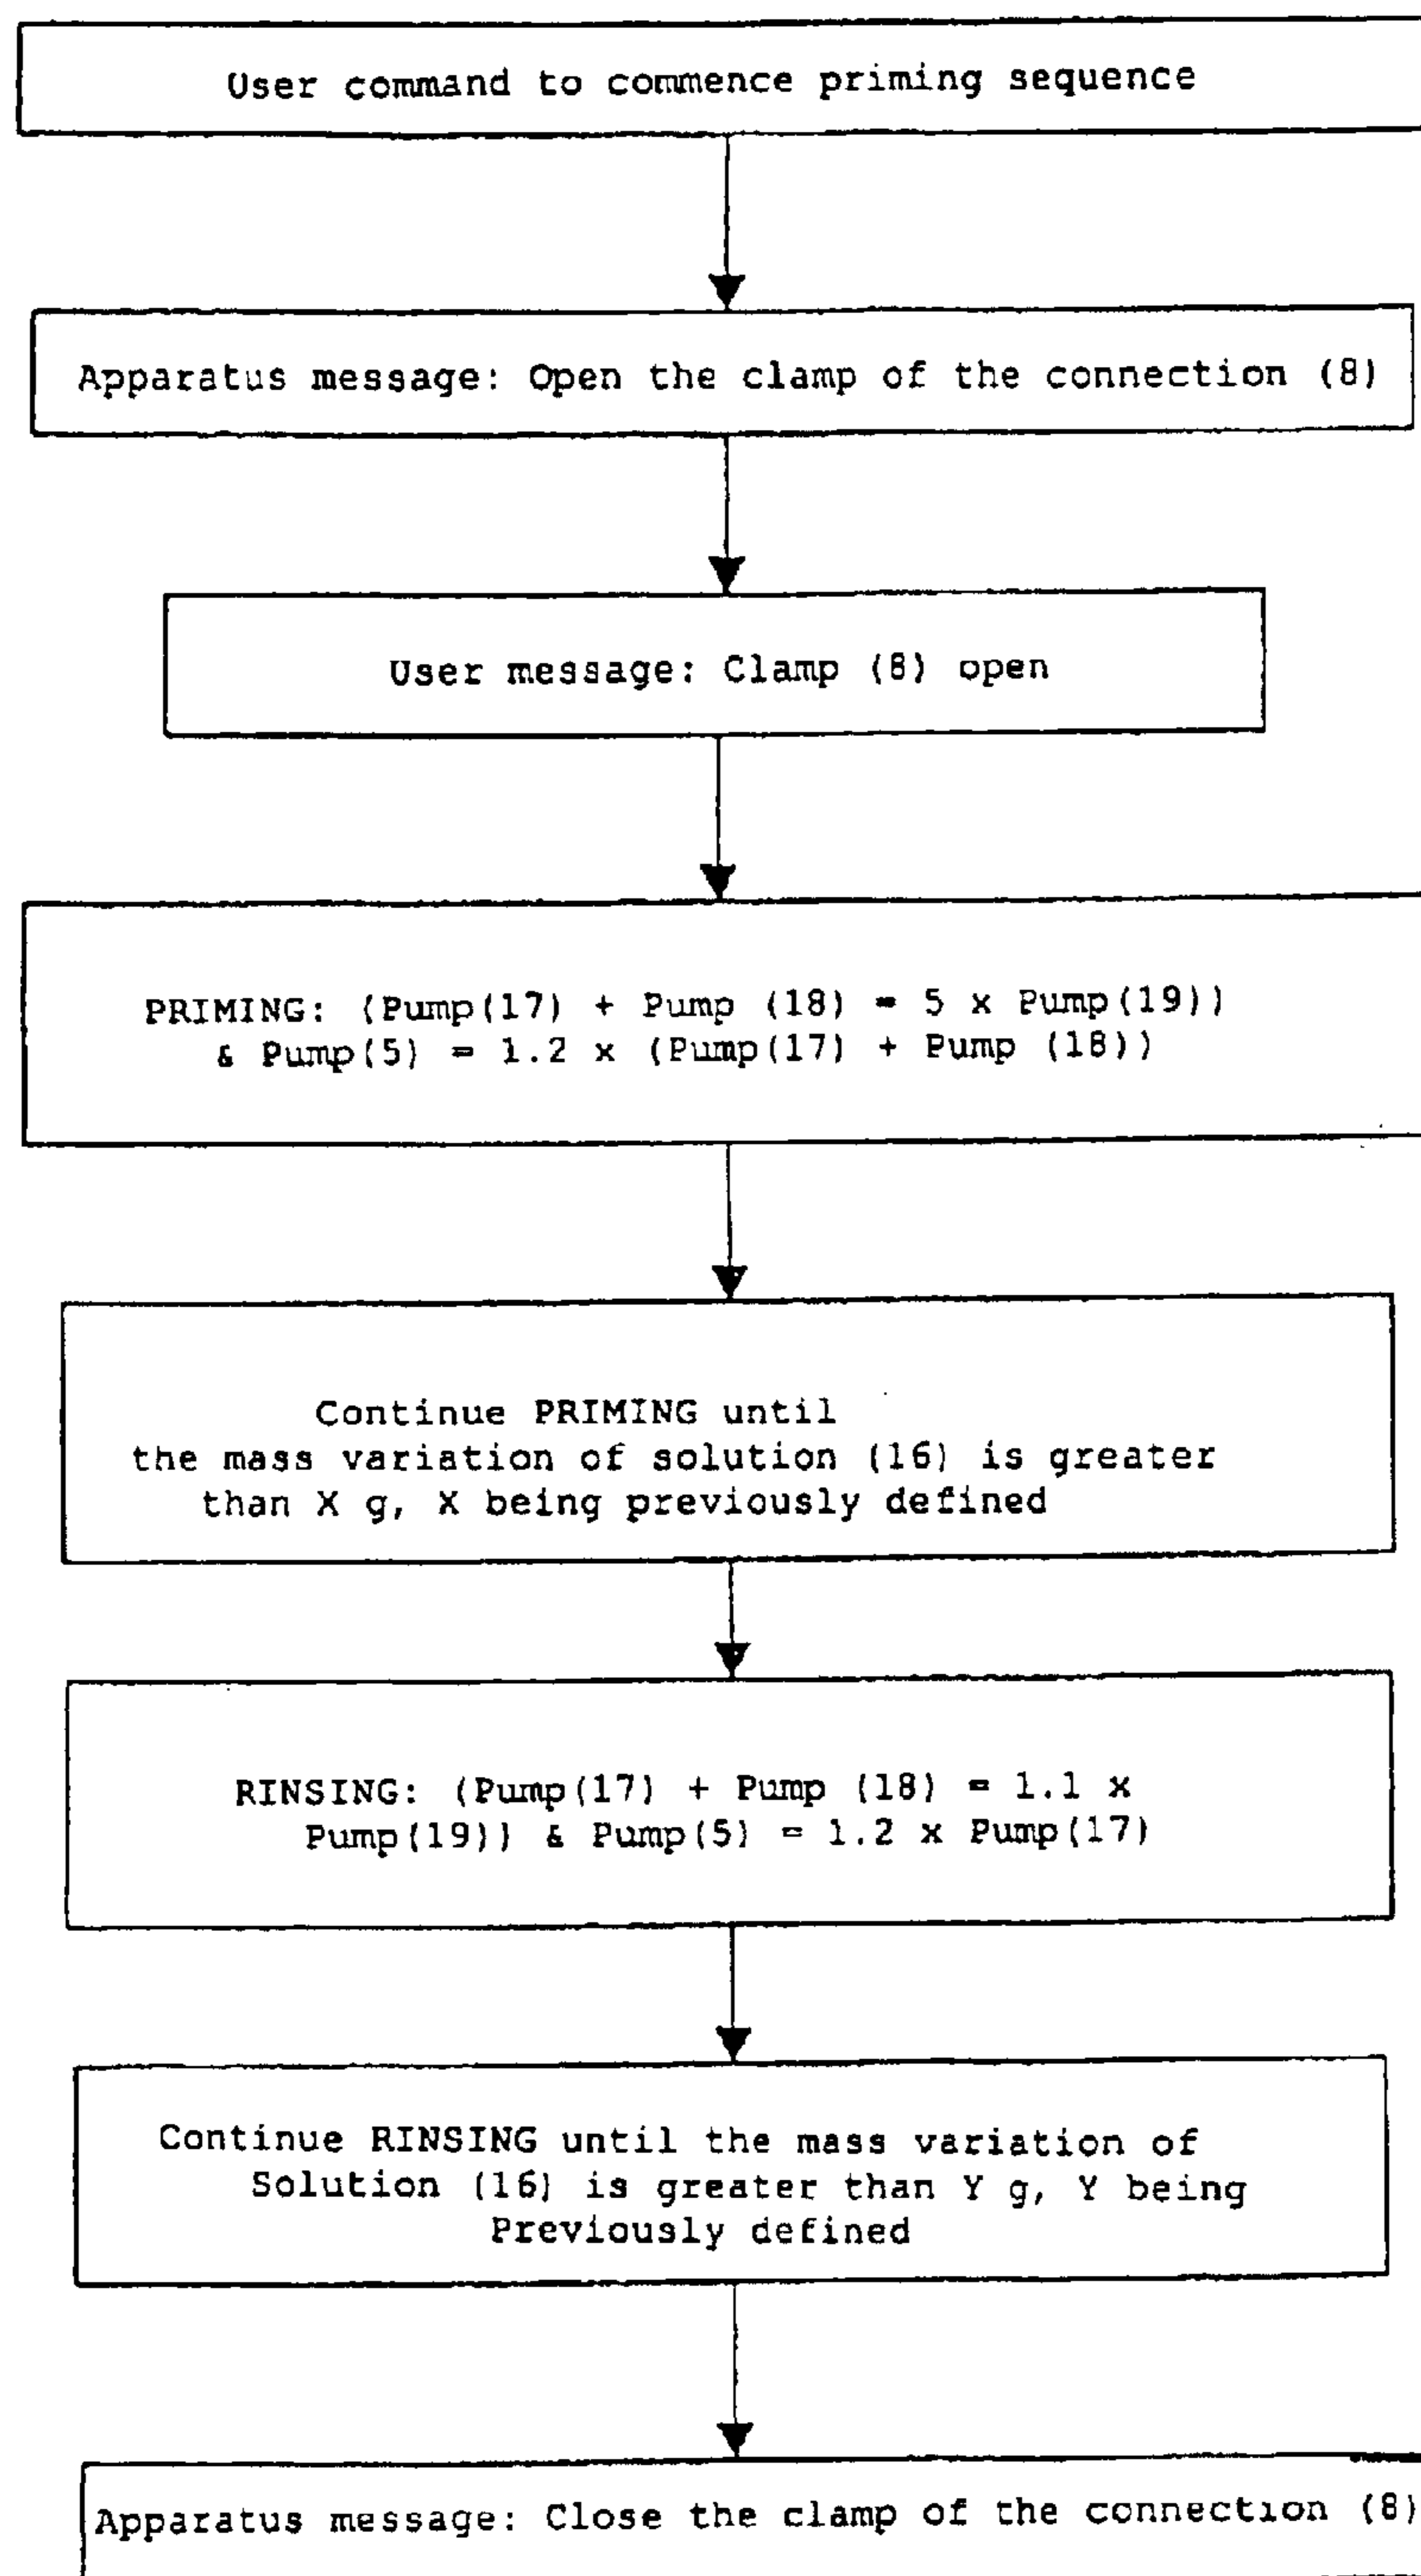 User command to commence priming sequence
Apparatus message: Open the clamp of the connection (8)
User message: Clamp (8) open
PRIMING: (Pump(17) + Pump (18) = 5 x Pump(19))
& Pump(5) = 1.2 x (Pump(17) + Pump (18))
Continue PRIMING until
the mass variation of solution (16) is greater
than X g, X being previously defined
RINSING: (Pump(17) + Pump (18) = 1.1 x
Pump(19)) & Pump(5) = 1.2 x Pump(17)
Continue RINSING until the mass variation of
Solution (16) is greater than Y g, Y being
Previously defined
Apparatus message: Close the clamp of the connection (8)